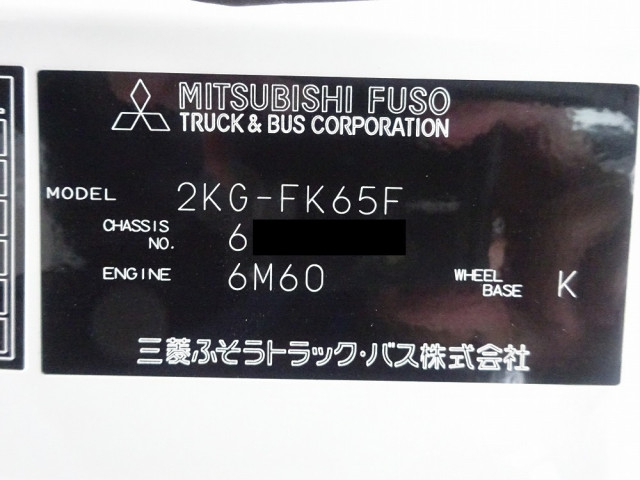 MITSUBISHI FUSO
TRUCK & BUS CORPORATION
MODEL 2KG-FK65F
CHASSIS NO. 6
ENGINE 6M60 WHEEL BASE K
三菱ふそうトラック・バス株式会社